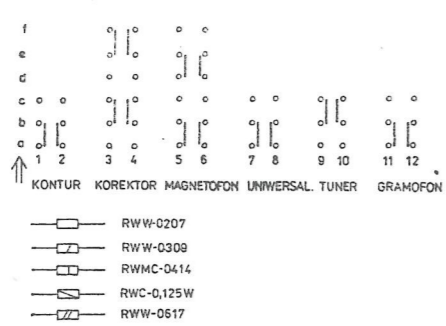 f
e
d
c
b
a
1 2 3 4 5 6 7 8 9 10 11 12
KONTUR KOREKTOR MAGNETOFON UNIWERSAL. TUNER GRAMOFON
RWW-0207
RWW-0309
RWMC-0414
RWC-0,125W
RWW-0617